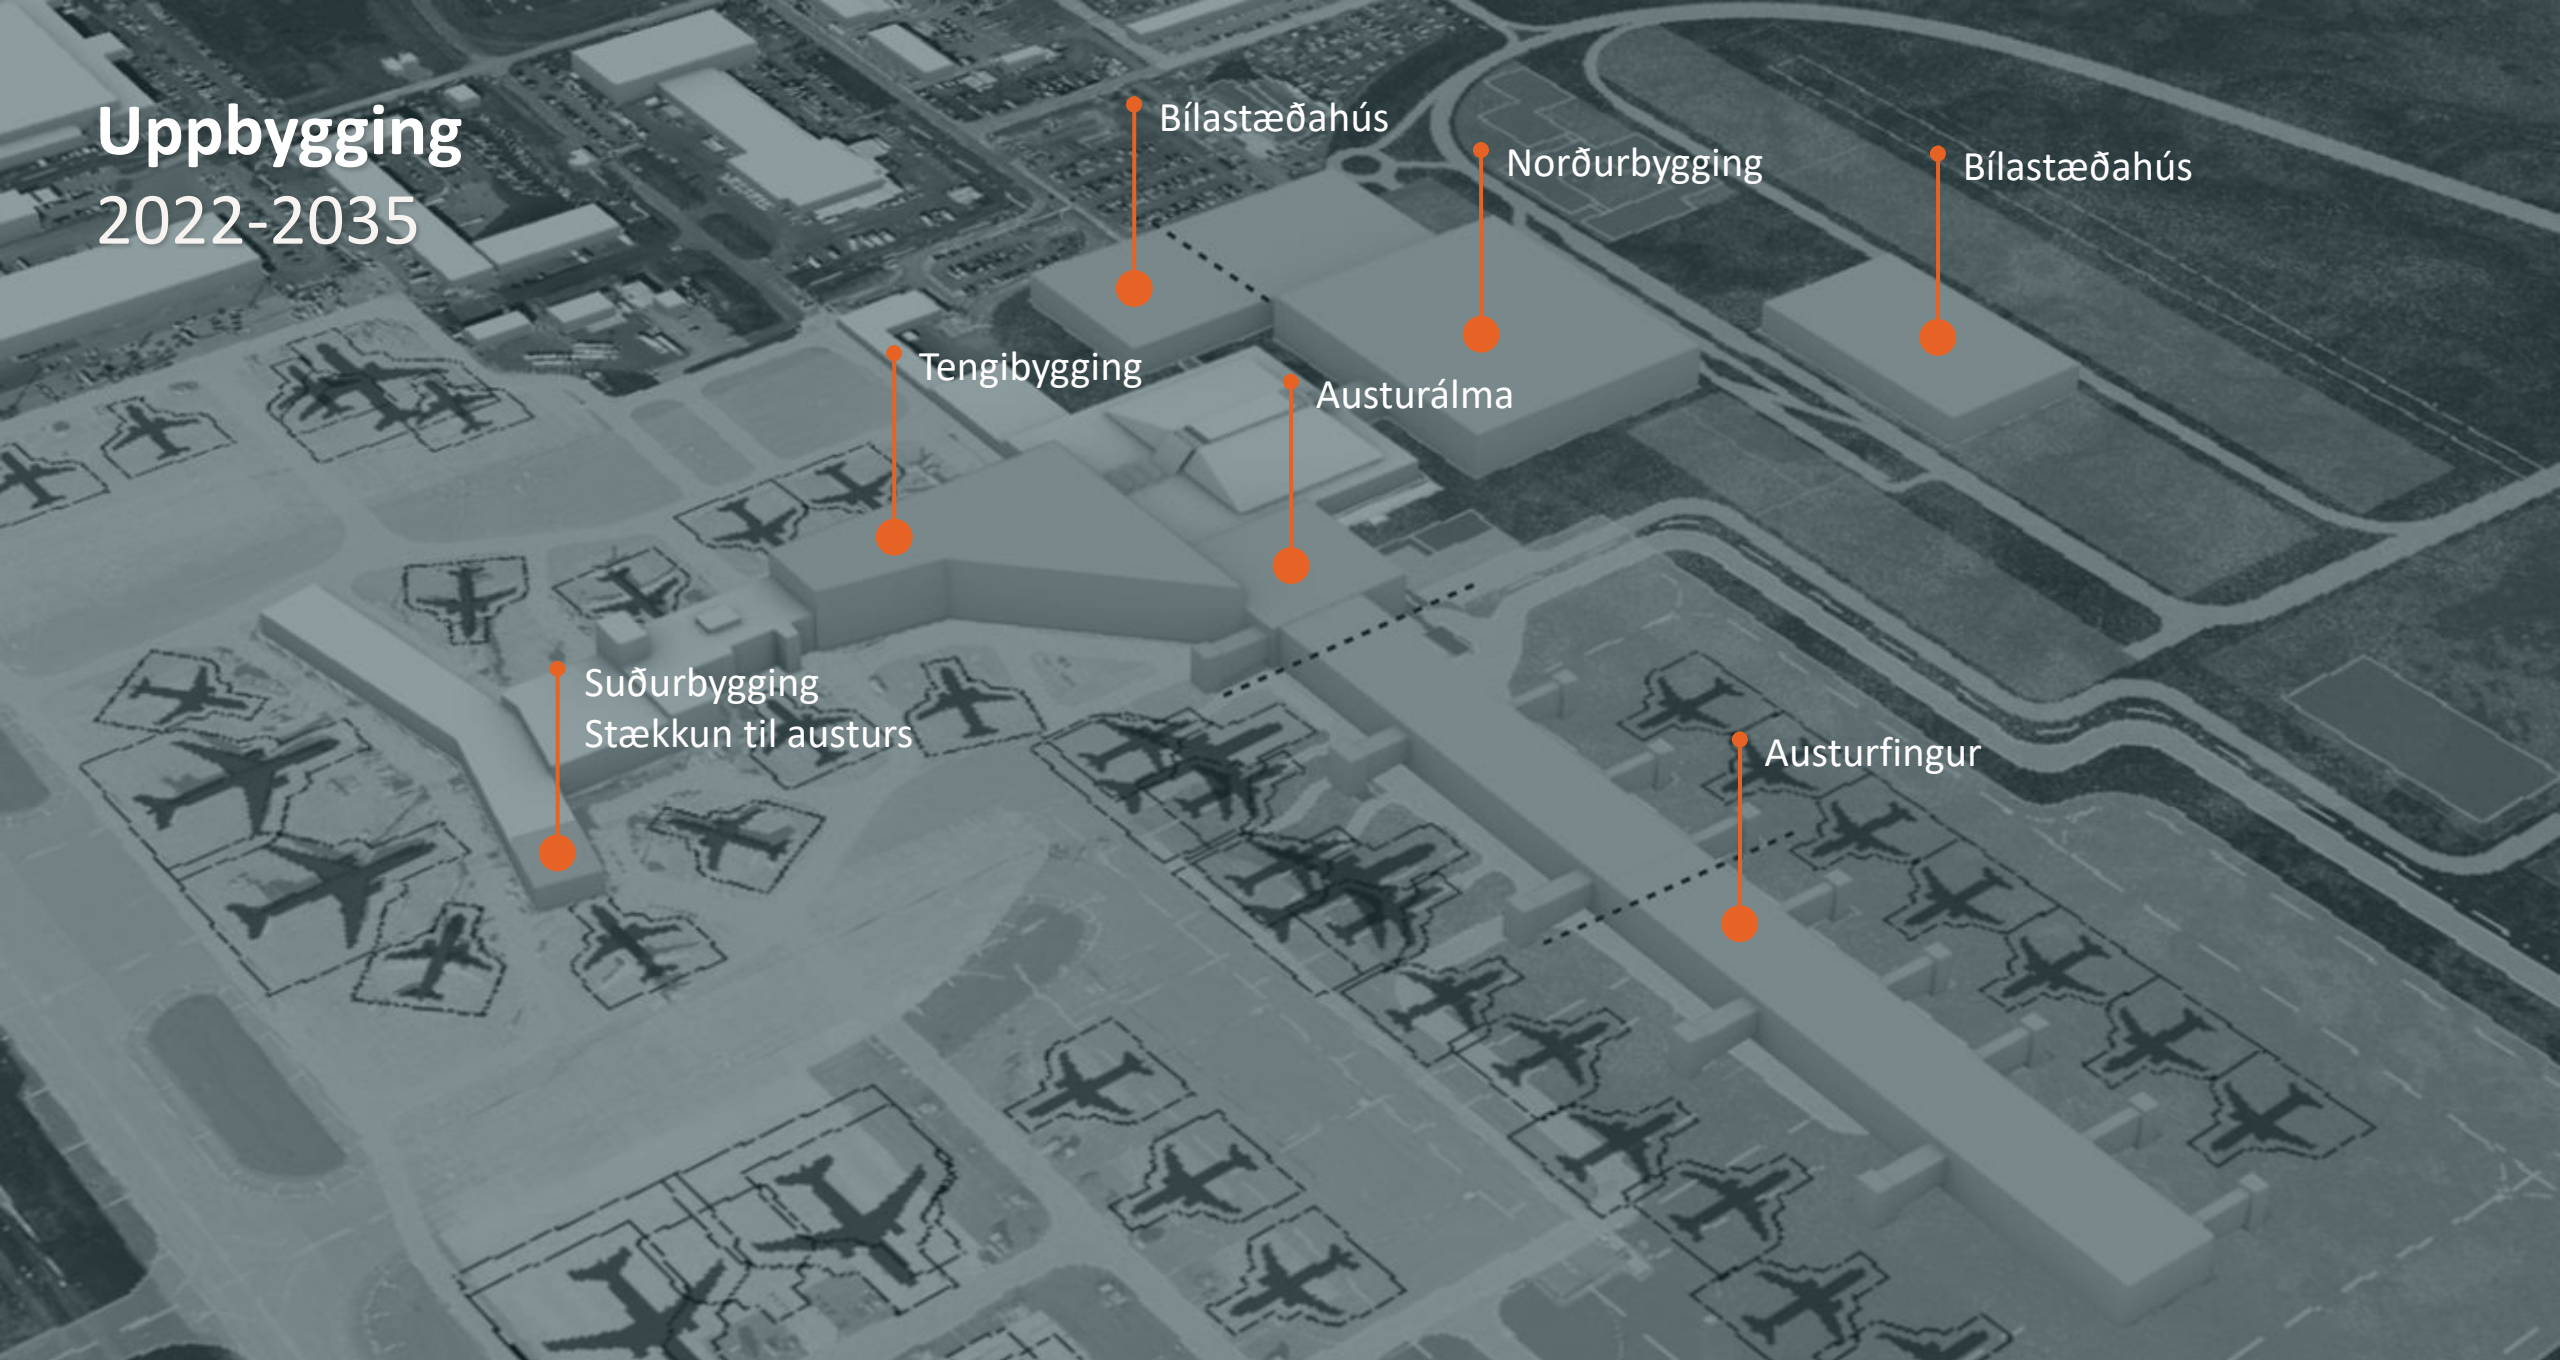 Uppbygging
2022-2035
Bílastæðahús
Norðurbygging
Bílastæðahús
Tengibygging
Austurálma
Suðurbygging
Stækkun til austurs
Austurfingur